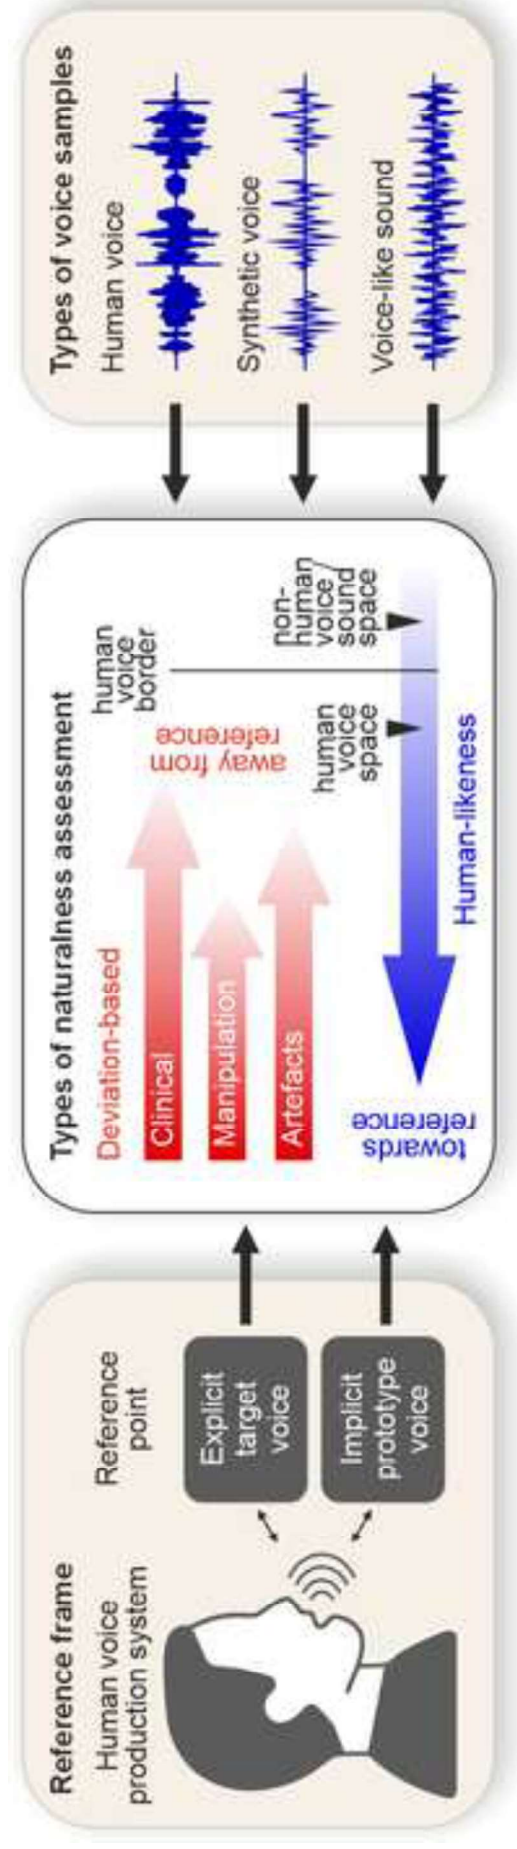 Reference frame
Human voice
production system
Reference
point
Explicit
target
voice
Implicit
prototype
voice
Types of naturalness assessment
Deviation-based
Clinical
Manipulation
Artefacts
away from
reference
human
voice
border
human
voice
space
non-
human
voice/
sound
space
towards
reference
Human-likeness
Types of voice samples
Human voice
Synthetic voice
Voice-like sound